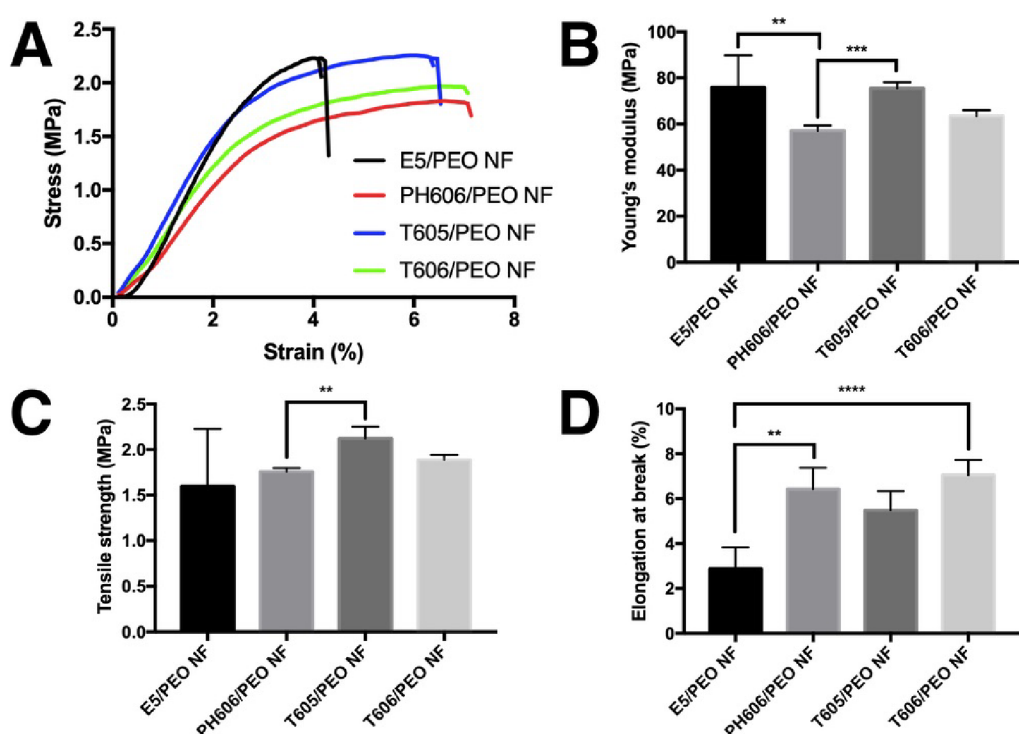 A
Stress (MPa)
2.5
2.0
1.5
1.0
0.5
0.0
0 2 4 6 8
Strain (%)
E5/PEO NF
PH606/PEO NF
T605/PEO NF
T606/PEO NF
B
Young's modulus (MPa)
100
80
60
40
20
0
**
***
E5/PEO NF
PH606/PEO NF
T605/PEO NF
T606/PEO NF
C
Tensile strength (MPa)
2.5
2.0
1.5
1.0
0.5
0.0
**
E5/PEO NF
PH606/PEO NF
T605/PEO NF
T606/PEO NF
D
Elongation at break (%)
10
8
6
4
2
0
****
**
E5/PEO NF
PH606/PEO NF
T605/PEO NF
T606/PEO NF